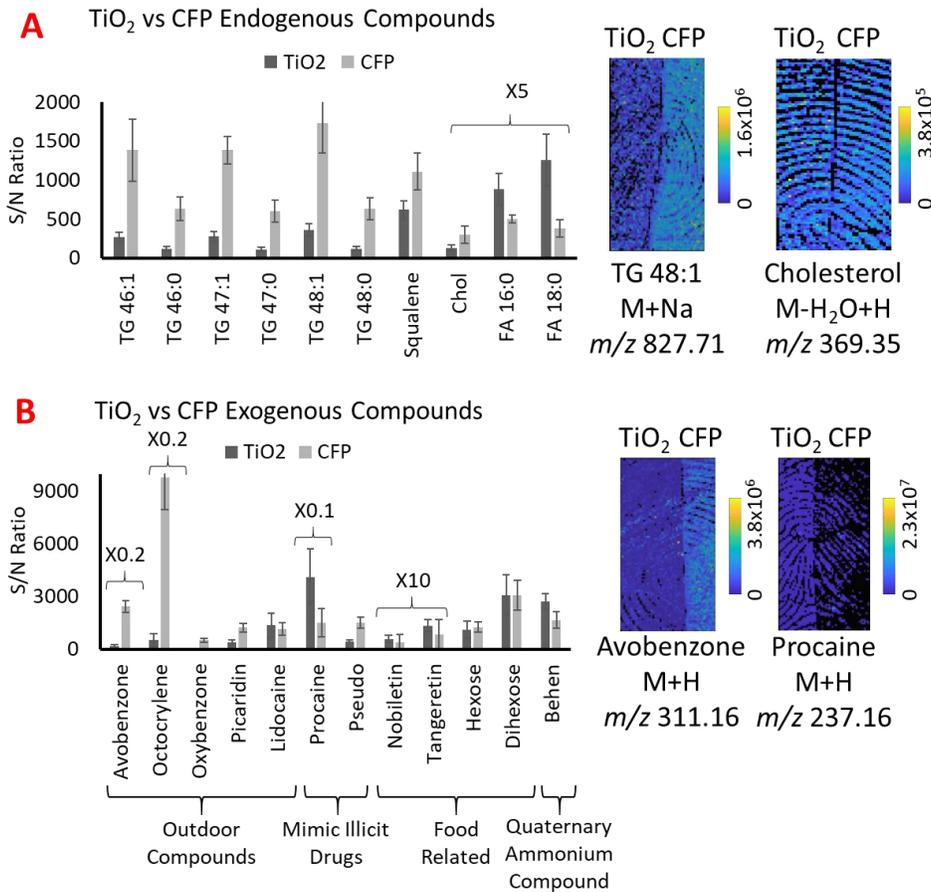 A
TiO2 vs CFP Endogenous Compounds
TiO2 CFP
X5
2000
1500
1000
500
0
S/N Ratio
TG 46:1
TG 46:0
TG 47:1
TG 47:0
TG 48:1
TG 48:0
Squalene
Chol
FA 16:0
FA 18:0
TiO2 CFP
1.6x10^6
0
TG 48:1
M+Na
m/z 827.71
TiO2 CFP
3.8x10^5
0
Cholesterol
M-H2O+H
m/z 369.35
B
TiO2 vs CFP Exogenous Compounds
TiO2 CFP
X0.2
X0.2
X0.1
X10
9000
6000
3000
0
S/N Ratio
Avobenzone
Octocrylene
Oxybenzone
Picaridin
Lidocaine
Procaine
Pseudo
Nobiletin
Tangeretin
Hexose
Dihexose
Behen
Outdoor
Compounds
Mimic Illicit
Drugs
Food
Related
Quaternary
Ammonium
Compound
TiO2 CFP
3.8x10^6
0
Avobenzone
M+H
m/z 311.16
TiO2 CFP
2.3x10^7
0
Procaine
M+H
m/z 237.16